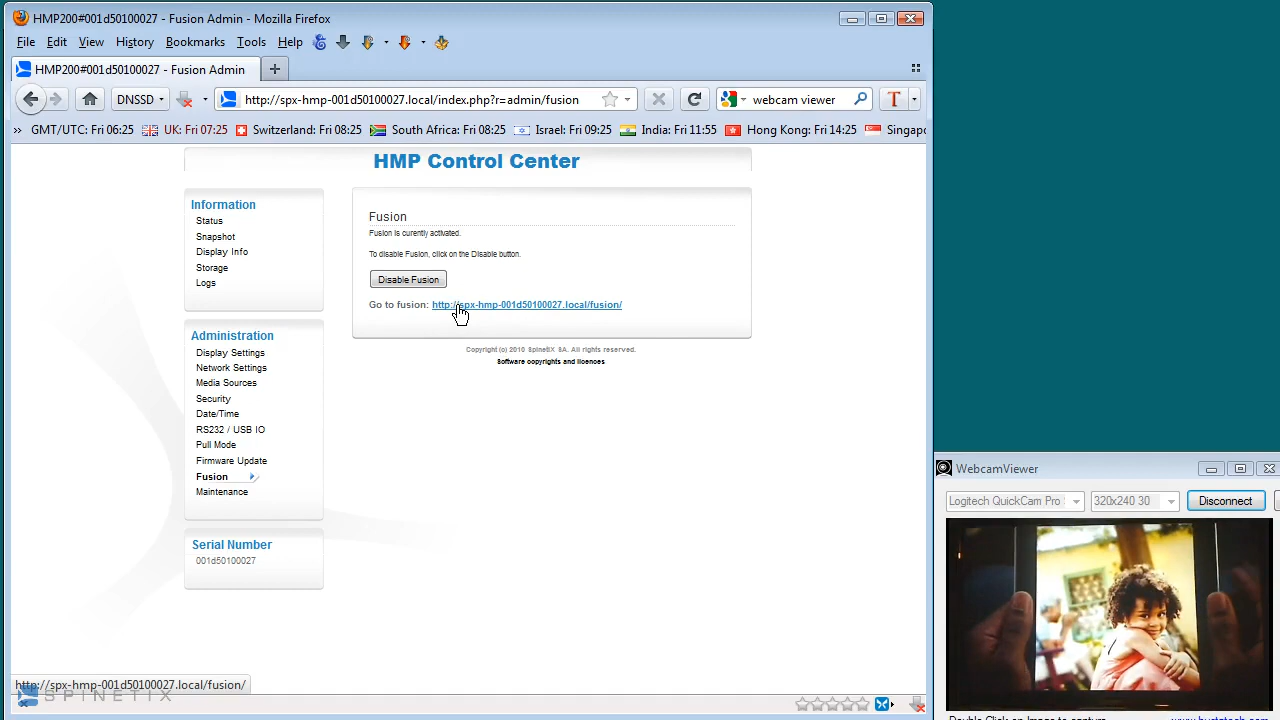 HMP200#001d50100027 - Fusion Admin - Mozilla Firefox
File Edit View History Bookmarks Tools Help
HMP200#001d50100027 - Fusion Admin
DNSSD http://spx-hmp-001d50100027.local/index.php?r=admin/fusion webcam viewer T
» GMT/UTC: Fri 06:25 UK: Fri 07:25 Switzerland: Fri 08:25 South Africa: Fri 08:25 Israel: Fri 09:25 India: Fri 11:55 Hong Kong: Fri 14:25 Singapo
HMP Control Center
Information
Status
Snapshot
Display Info
Storage
Logs
Administration
Display Settings
Network Settings
Media Sources
Security
Date/Time
RS232 / USB IO
Pull Mode
Firmware Update
Fusion
Maintenance
Serial Number
001d50100027
Fusion
Fusion is currently activated.
To disable Fusion, click on the Disable button.
Disable Fusion
Go to fusion: http://spx-hmp-001d50100027.local/fusion/
Copyright (c) 2010 SpinetiX SA. All rights reserved.
Software copyrights and licences
http://spx-hmp-001d50100027.local/fusion/
SPINETIX
WebcamViewer
Logitech QuickCam Pro 320x240 30 Disconnect